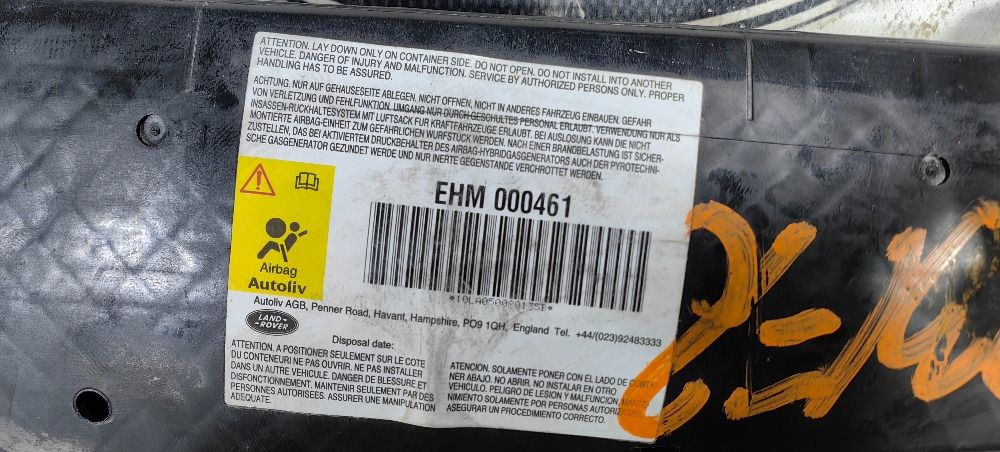 ATTENTION. LAY DOWN ONLY ON CONTAINER SIDE. DO NOT OPEN. DO NOT INSTALL INTO ANOTHER
VEHICLE. DANGER OF INJURY AND MALFUNCTION. SERVICE BY AUTHORIZED PERSONS ONLY. PROPER
HANDLING HAS TO BE ASSURED.
ACHTUNG. NUR AUF GEHAUSESEITE ABLEGEN. NICHT OFFNEN, NICHT IN ANDERES FAHRZEUG EINBAUEN. GEFAHR
VON VERLETZUNG UND FEHLFUNKTION. UMGANG NUR DURCH GESCHULTES PERSONAL ERLAUBT. VERWENDUNG NUR ALS
INSASSEN-RUCKHALTESYSTEM MIT LUFTSACK FUR KRAFTFAHRZEUGE ERLAUBT. BEI AUSLOSUNG KANN DIE NICHT
MONTIERTE AIRBAG-EINHEIT ZUM GEFAHRLICHEN WURFSTUCK WERDEN. NACH EINER BRANDBELASTUNG IST SICHER-
ZUSTELLEN, DAS BEI AKTIVIERTEM DRUCKBEHALTER DES AIRBAG-HYBRIDGASGENERATORS AUCH DER PYROTECHNI-
SCHE GASGENERATOR GEZUNDET WERDE UND NUR INERTE GEGENSTANDE VERCHROTTET WERDEN.
EHM 000461
Airbag
Autoliv
Autoliv AGB, Penner Road, Havant, Hampshire, PO9 1QH, England Tel. +44/(023)92483333
LAND-
ROVER
Disposal date:
ATTENTION. A POSITIONER SEULEMENT SUR LE COTE
DU CONTENEUR NE PAS OUVRIR. NE PAS INSTALLER
DANS UN AUTRE VEHICULE. DANGER DE BLESSURE ET
DISFONCTIONNEMENT. MAINTENIR SEULEMENT PAR DES
PERSONNES AUTORISEES. ASSURER UNE MANIPULATION
ADEQUATE.
ATENCION. SOLAMENTE PONER CON EL LADO DE
NER ABAJO. NO ABRIR, NO INSTALAR EN OTRO
VEHICULO. PELIGRO DE LESION Y MALFUNCION,
NIMIENTO SOLAMENTE POR PERSONAS
ASEGURAR UN PROCEDIMIENTO CORRECTO.